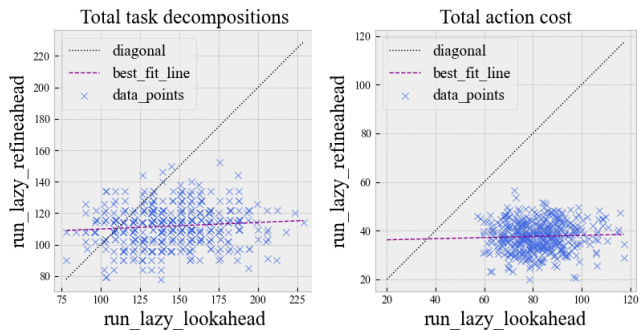 Total task decompositions
220
200
180
160
140
120
100
80
diagonal
best_fit_line
data_points
run_lazy_refineahead
75 100 125 150 175 200 225
run_lazy_lookahead
Total action cost
120
100
80
60
40
20
diagonal
best_fit_line
data_points
run_lazy_refineahead
20 40 60 80 100 120
run_lazy_lookahead